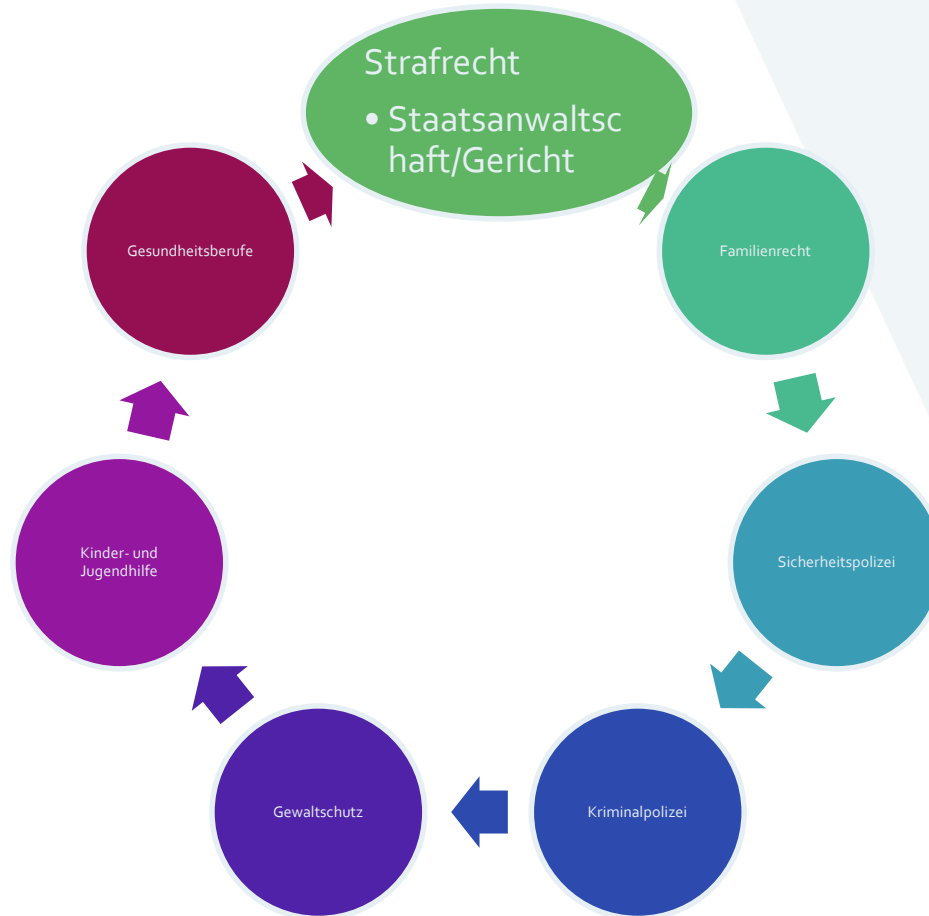 Strafrecht
• Staatsanwaltsc
haft/Gericht
Familienrecht
Sicherheitspolizei
Kriminalpolizei
Gewaltschutz
Kinder- und
Jugendhilfe
Gesundheitsberufe